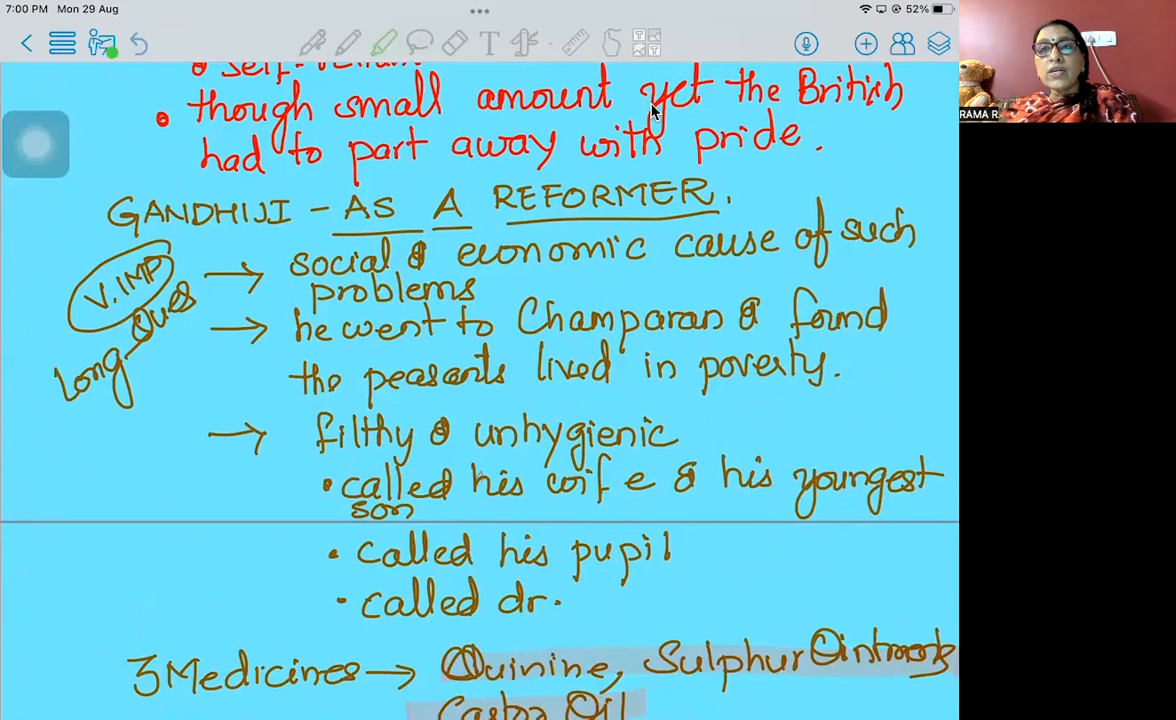 7:00 PM Mon 29 Aug
52%
though small amount yet the British
had to part away with pride.
GANDHIJI - AS A REFORMER.
V.IMP
Long Ques
→ social & economic cause of such
problems
→ he went to Champaran & found
the peasants lived in poverty.
→ filthy & unhygienic
• called his wife & his youngest
son
• called his pupil
• called dr.
3 Medicines → Quinine, Sulphur Ointments
Castor Oil
RAMA R